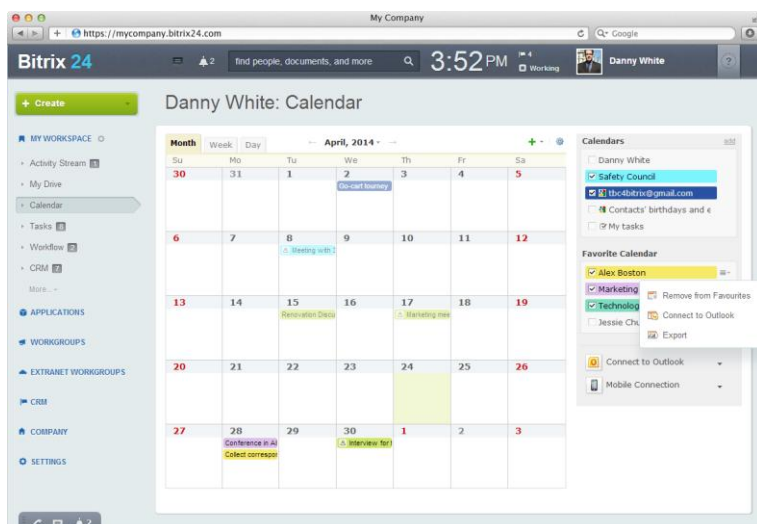 My Company
https://mycompany.bitrix24.com
Google
Bitrix 24
2
find people, documents, and more
3:52 PM
4
Working
Danny White
?
+ Create
Danny White: Calendar
MY WORKSPACE
Activity Stream
My Drive
Calendar
Tasks
Workflow
CRM
More...
APPLICATIONS
WORKGROUPS
EXTRANET WORKGROUPS
CRM
COMPANY
SETTINGS
Month Week Day
April, 2014
Su Mo Tu We Th Fr Sa
30 31 1 2 3 4 5
Go-cart tourney
6 7 8 9 10 11 12
Meeting with
13 14 15 16 17 18 19
Renovation Discu Marketing mee
20 21 22 23 24 25 26
27 28 29 30 1 2 3
Conference in Interview for
Collect correspon
Calendars add
Danny White
Safety Council
tbc4bitrix@gmail.com
Contacts' birthdays and e
My tasks
Favorite Calendar
Alex Boston
Marketing
Technolog
Jessie Chu
Remove from Favourites
Connect to Outlook
Export
Connect to Outlook
Mobile Connection
2